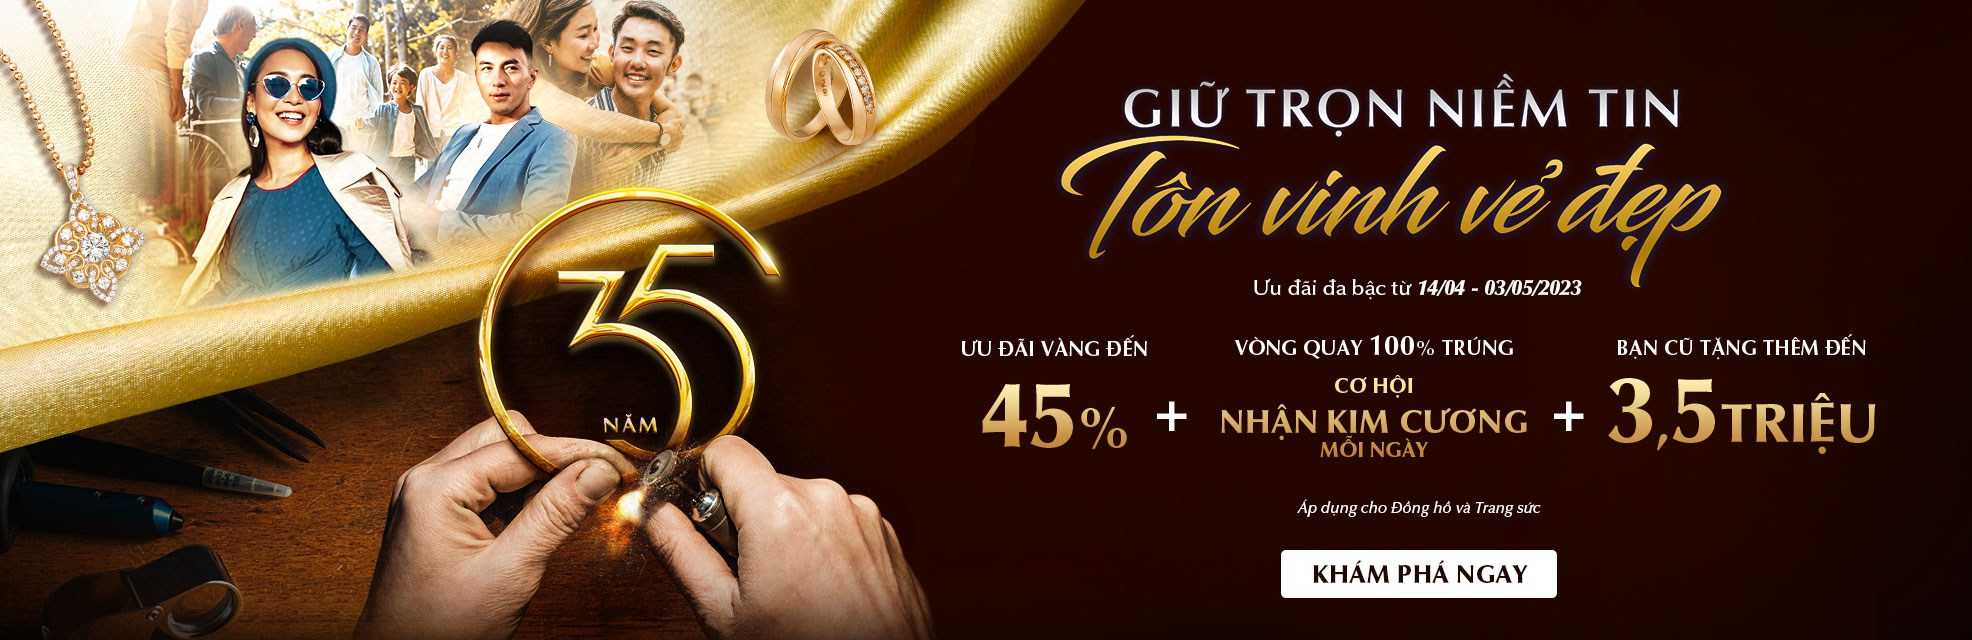 35
NĂM
GIỮ TRỌN NIỀM TIN
Tôn vinh vẻ đẹp
Ưu đãi đa bậc từ 14/04 - 03/05/2023
ƯU ĐÃI VÀNG ĐẾN
45%
+
VÒNG QUAY 100% TRÚNG
CƠ HỘI
NHẬN KIM CƯƠNG
MỖI NGÀY
+
BẠN CŨ TẶNG THÊM ĐẾN
3,5 TRIỆU
Áp dụng cho Đồng hồ và Trang sức
KHÁM PHÁ NGAY